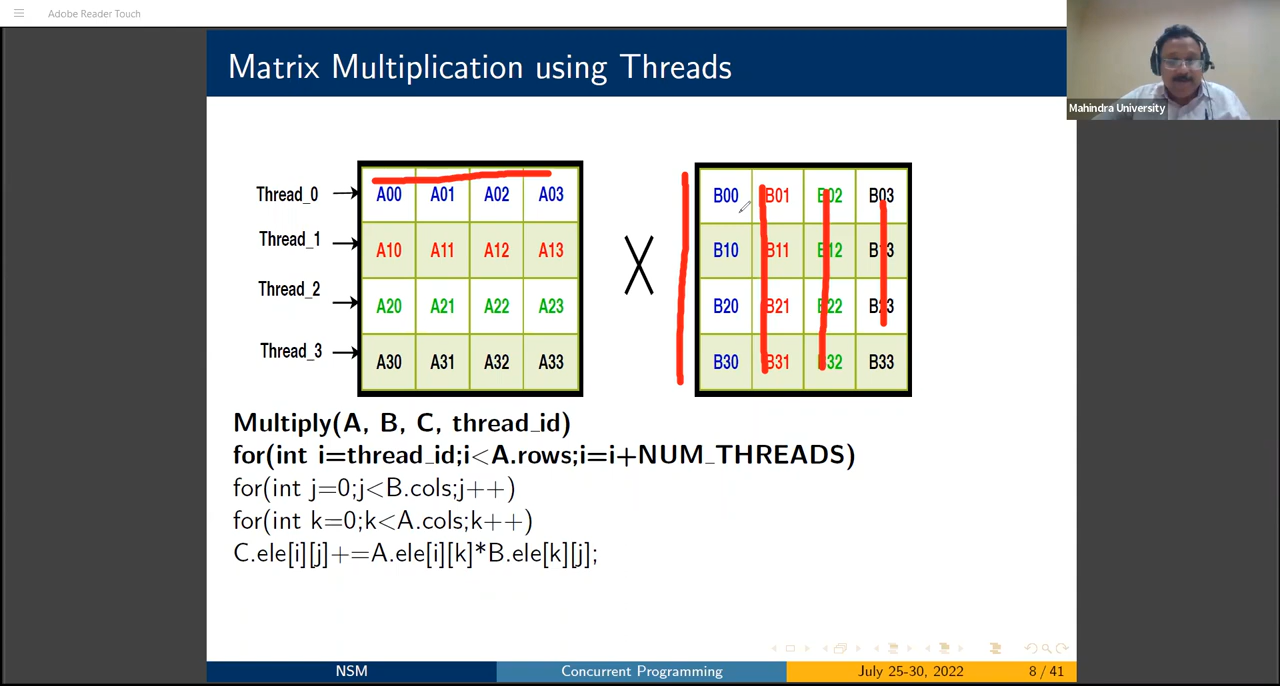 Adobe Reader Touch
Mahindra University
Matrix Multiplication using Threads
Thread_0 A00 A01 A02 A03
Thread_1 A10 A11 A12 A13
Thread_2 A20 A21 A22 A23
Thread_3 A30 A31 A32 A33
X
B00 B01 B02 B03
B10 B11 B12 B13
B20 B21 B22 B23
B30 B31 B32 B33
Multiply(A, B, C, thread_id)
for(int i=thread_id;i<A.rows;i=i+NUM_THREADS)
for(int j=0;j<B.cols;j++)
for(int k=0;k<A.cols;k++)
C.ele[i][j]+=A.ele[i][k]*B.ele[k][j];
NSM Concurrent Programming July 25-30, 2022 8 / 41